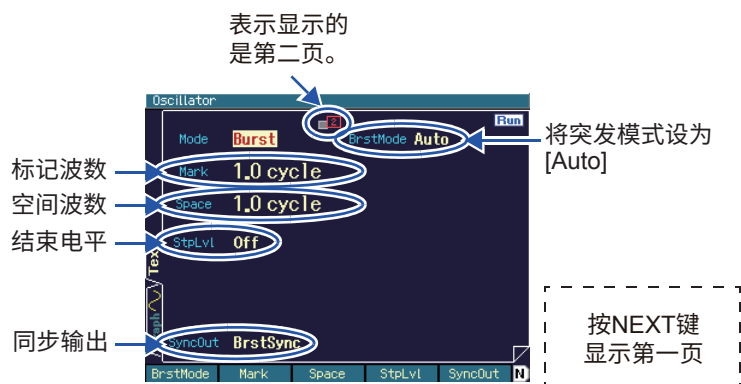 表示显示的
是第二页。
Oscillator
2
Run
Mode Burst
BrstMode Auto
将突发模式设为
[Auto]
标记波数
Mark 1.0 cycle
空间波数
Space 1.0 cycle
结束电平
StpLvl Off
Text
Graph
同步输出
SyncOut BrstSync
按NEXT键
显示第一页
BrstMode Mark Space StpLvl SyncOut N